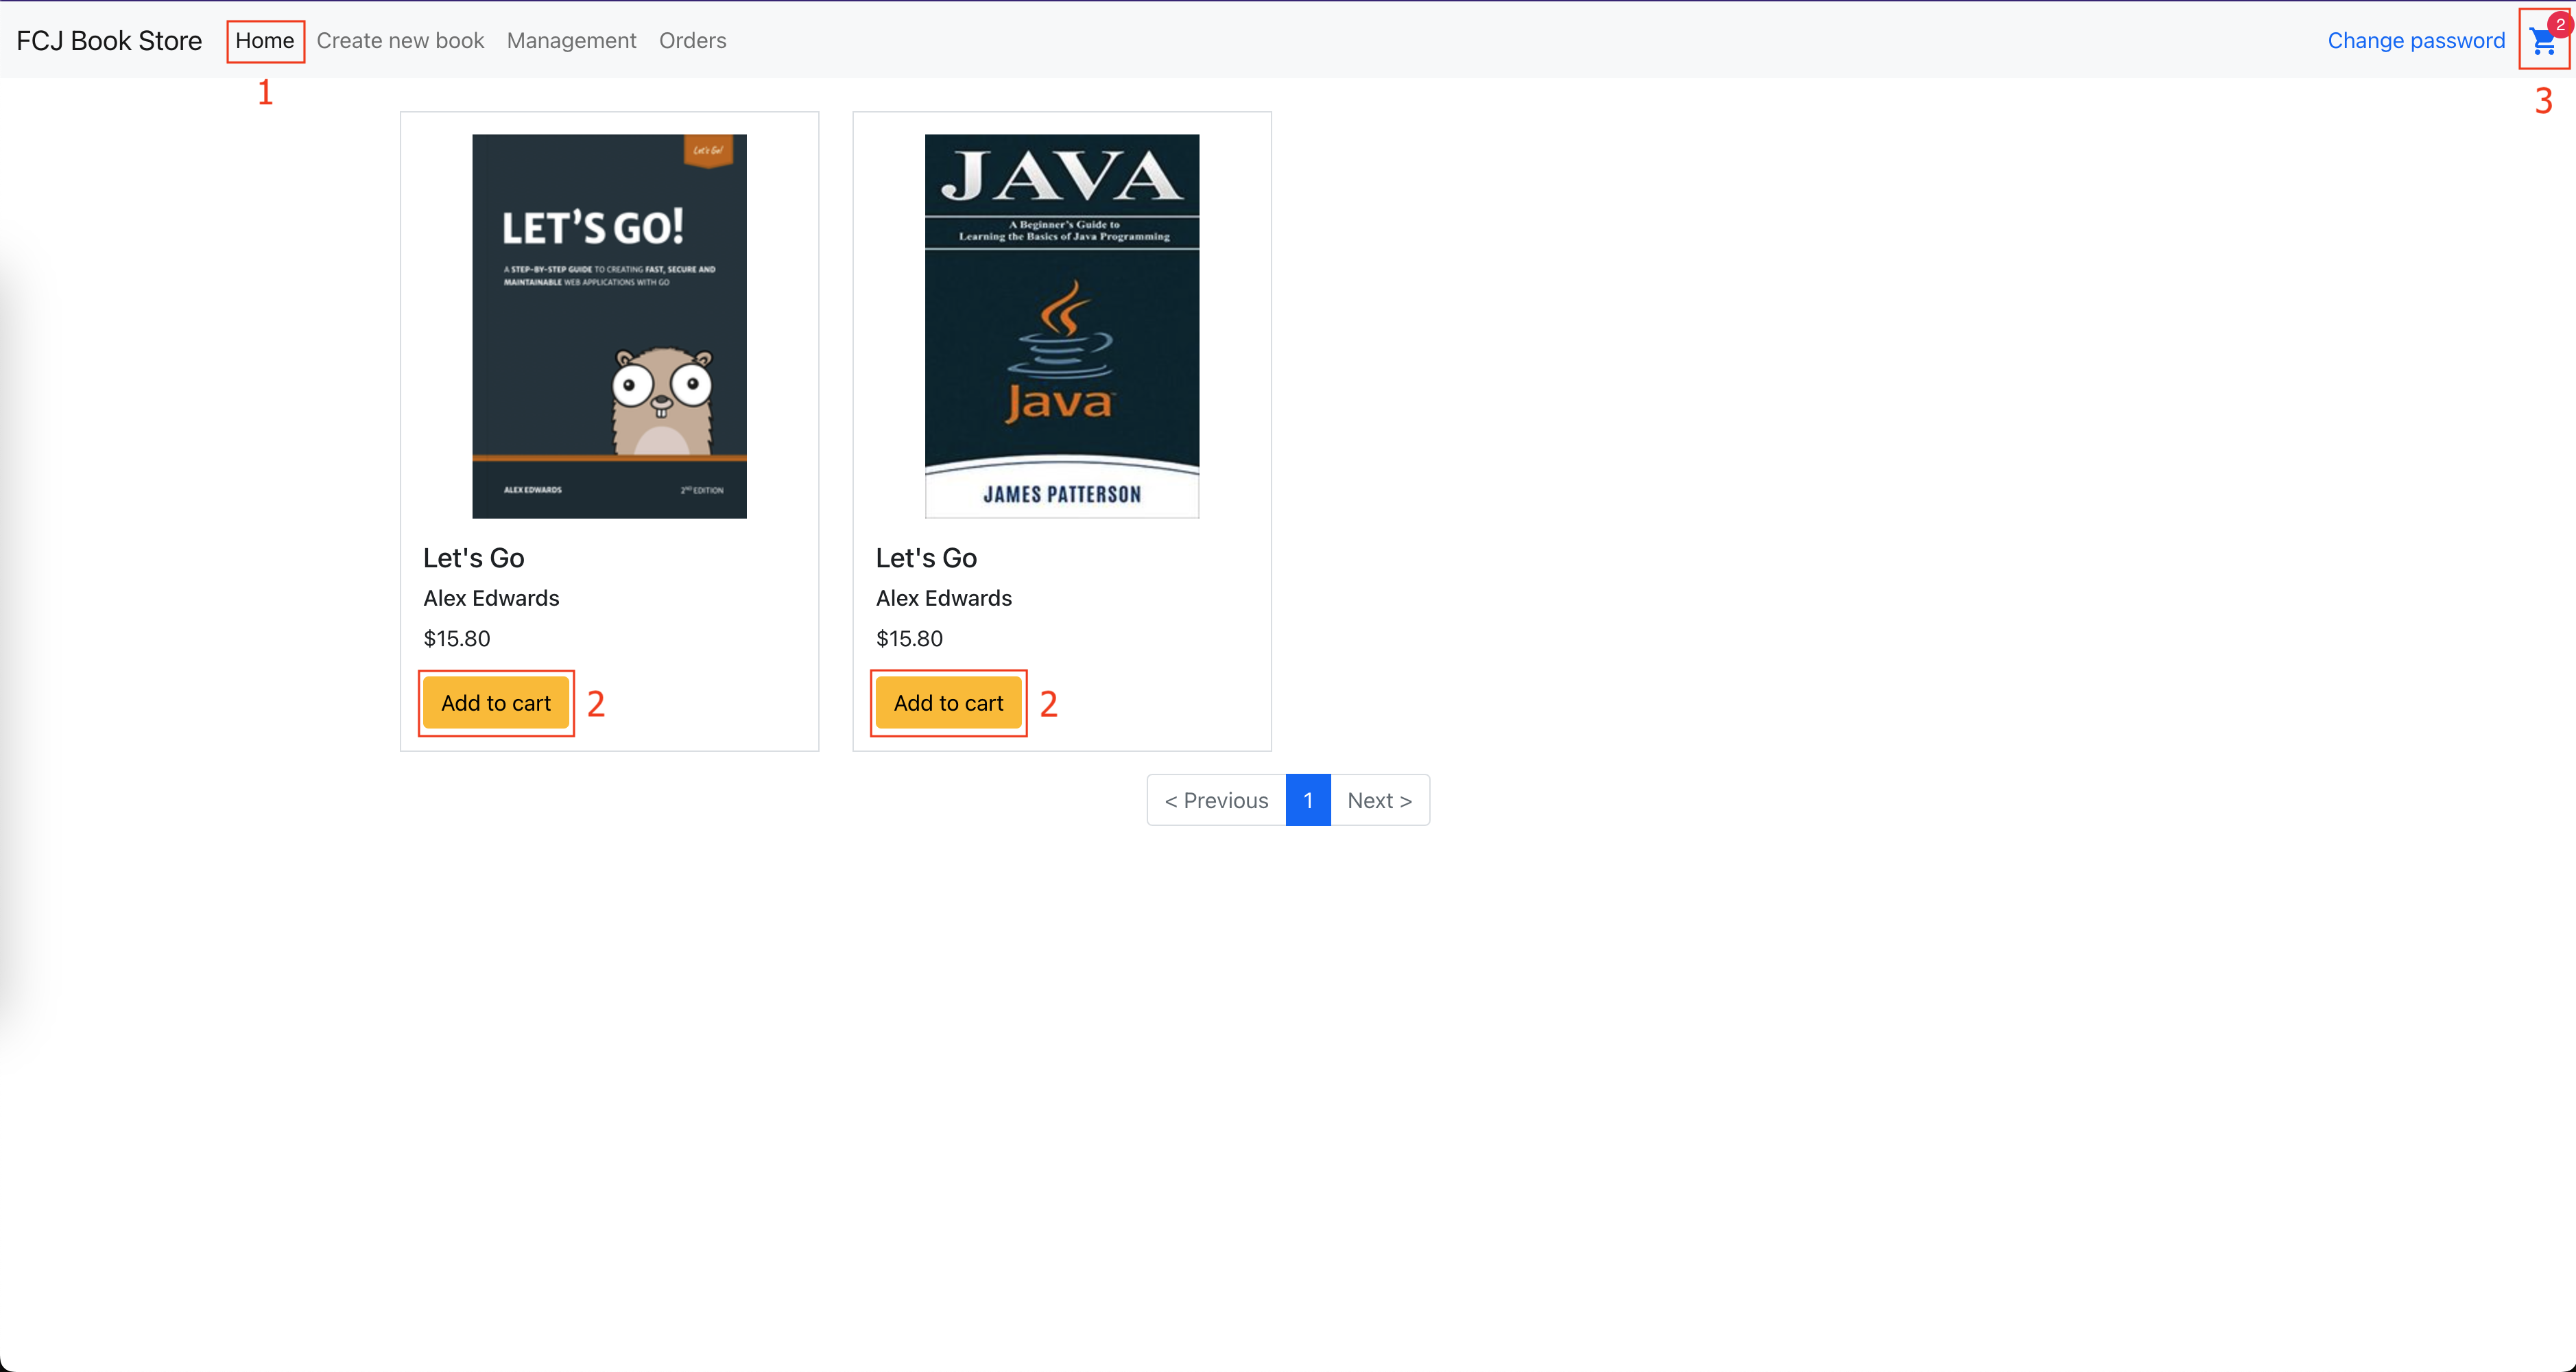 FCJ Book Store Home Create new book Management Orders Change password 2
1
3
Let's Go!
LET'S GO!
A STEP-BY-STEP GUIDE TO CREATING FAST, SECURE AND
MAINTAINABLE WEB APPLICATIONS WITH GO
ALEX EDWARDS 2ND EDITION
JAVA
A Beginner's Guide to
Learning the Basics of Java Programming
Java
JAMES PATTERSON
Let's Go
Alex Edwards
$15.80
Add to cart 2
Let's Go
Alex Edwards
$15.80
Add to cart 2
< Previous 1 Next >